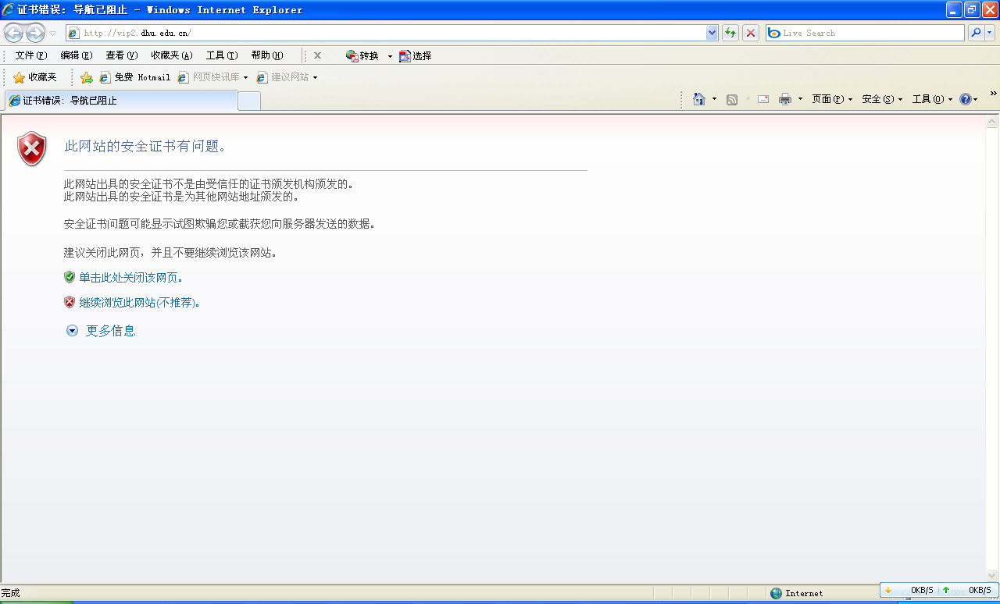 证书错误: 导航已阻止 - Windows Internet Explorer
http://vip2.dhu.edu.cn/
Live Search
文件(F) 编辑(E) 查看(V) 收藏夹(A) 工具(T) 帮助(H) x 转换 选择
收藏夹 免费 Hotmail 网页快讯库 建议网站
证书错误: 导航已阻止
页面(P) 安全(S) 工具(O) »
此网站的安全证书有问题。
此网站出具的安全证书不是由受信任的证书颁发机构颁发的。
此网站出具的安全证书是为其他网站地址颁发的。
安全证书问题可能显示试图欺骗您或截获您向服务器发送的数据。
建议关闭此网页，并且不要继续浏览该网站。
单击此处关闭该网页。
继续浏览此网站(不推荐)。
更多信息
完成
Internet
0KB/S 0KB/S